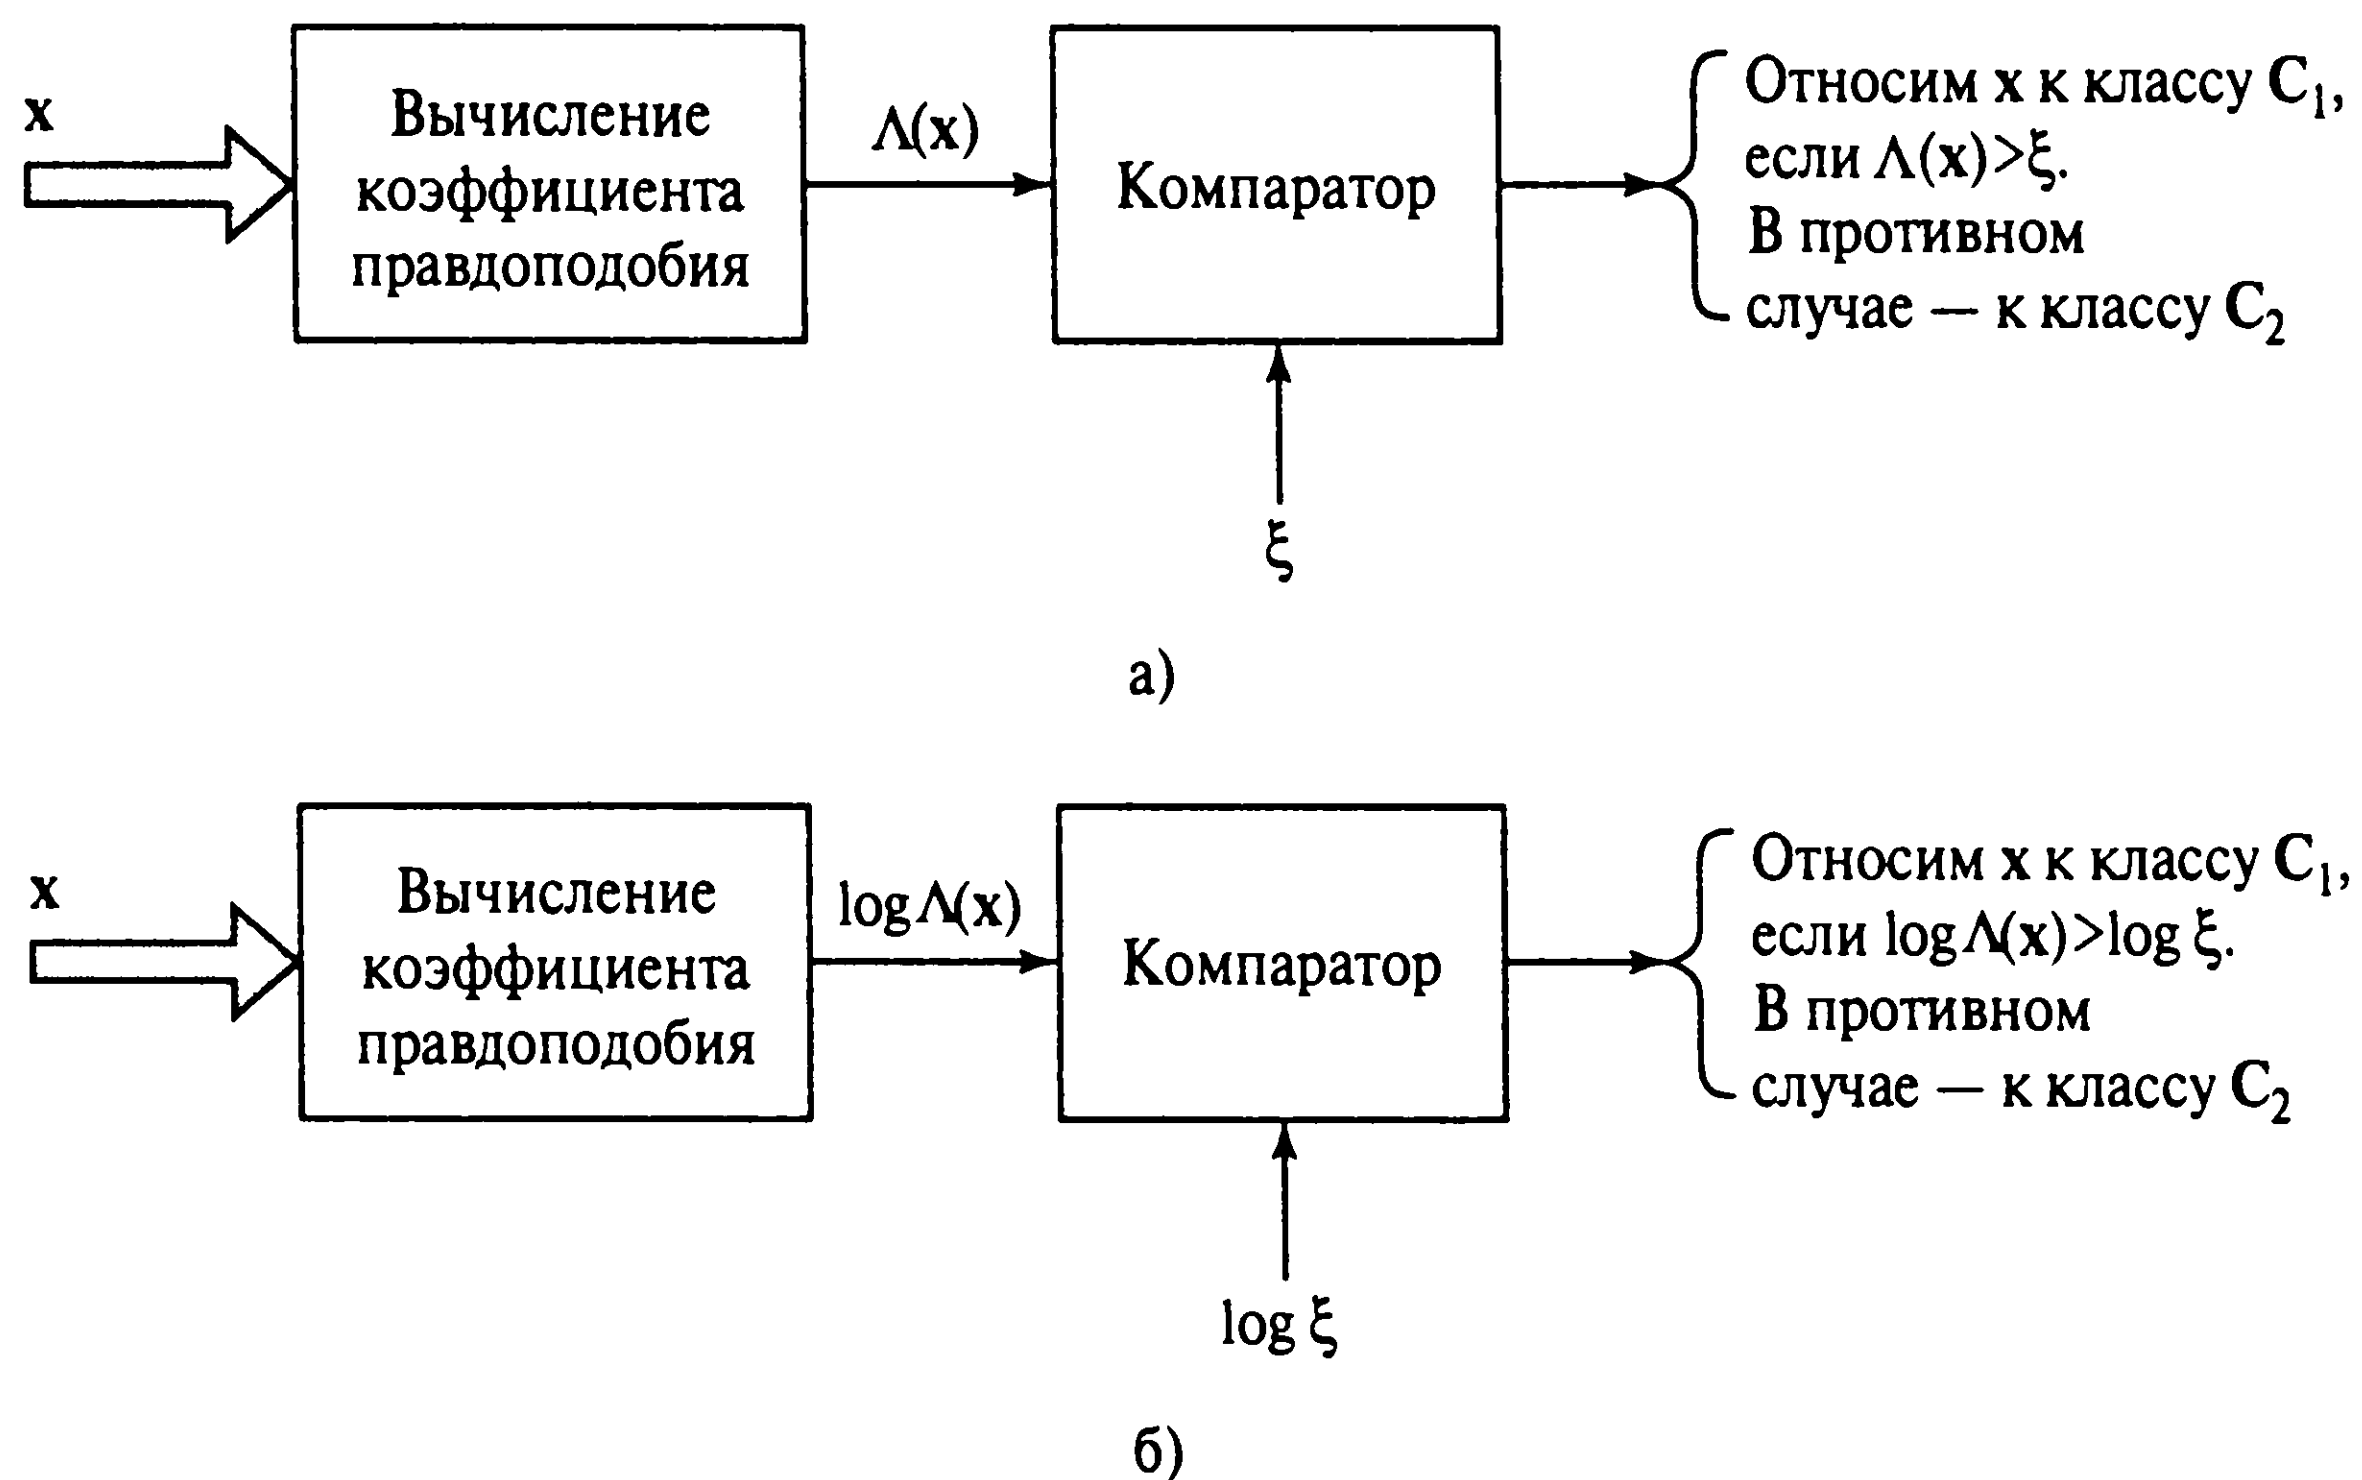 x
Вычисление
коэффициента
правдоподобия
Λ(x)
Компаратор
ξ
Относим x к классу C₁,
если Λ(x)>ξ.
В противном
случае — к классу C₂
а)
x
Вычисление
коэффициента
правдоподобия
log Λ(x)
Компаратор
log ξ
Относим x к классу C₁,
если log Λ(x)>log ξ.
В противном
случае — к классу C₂
б)